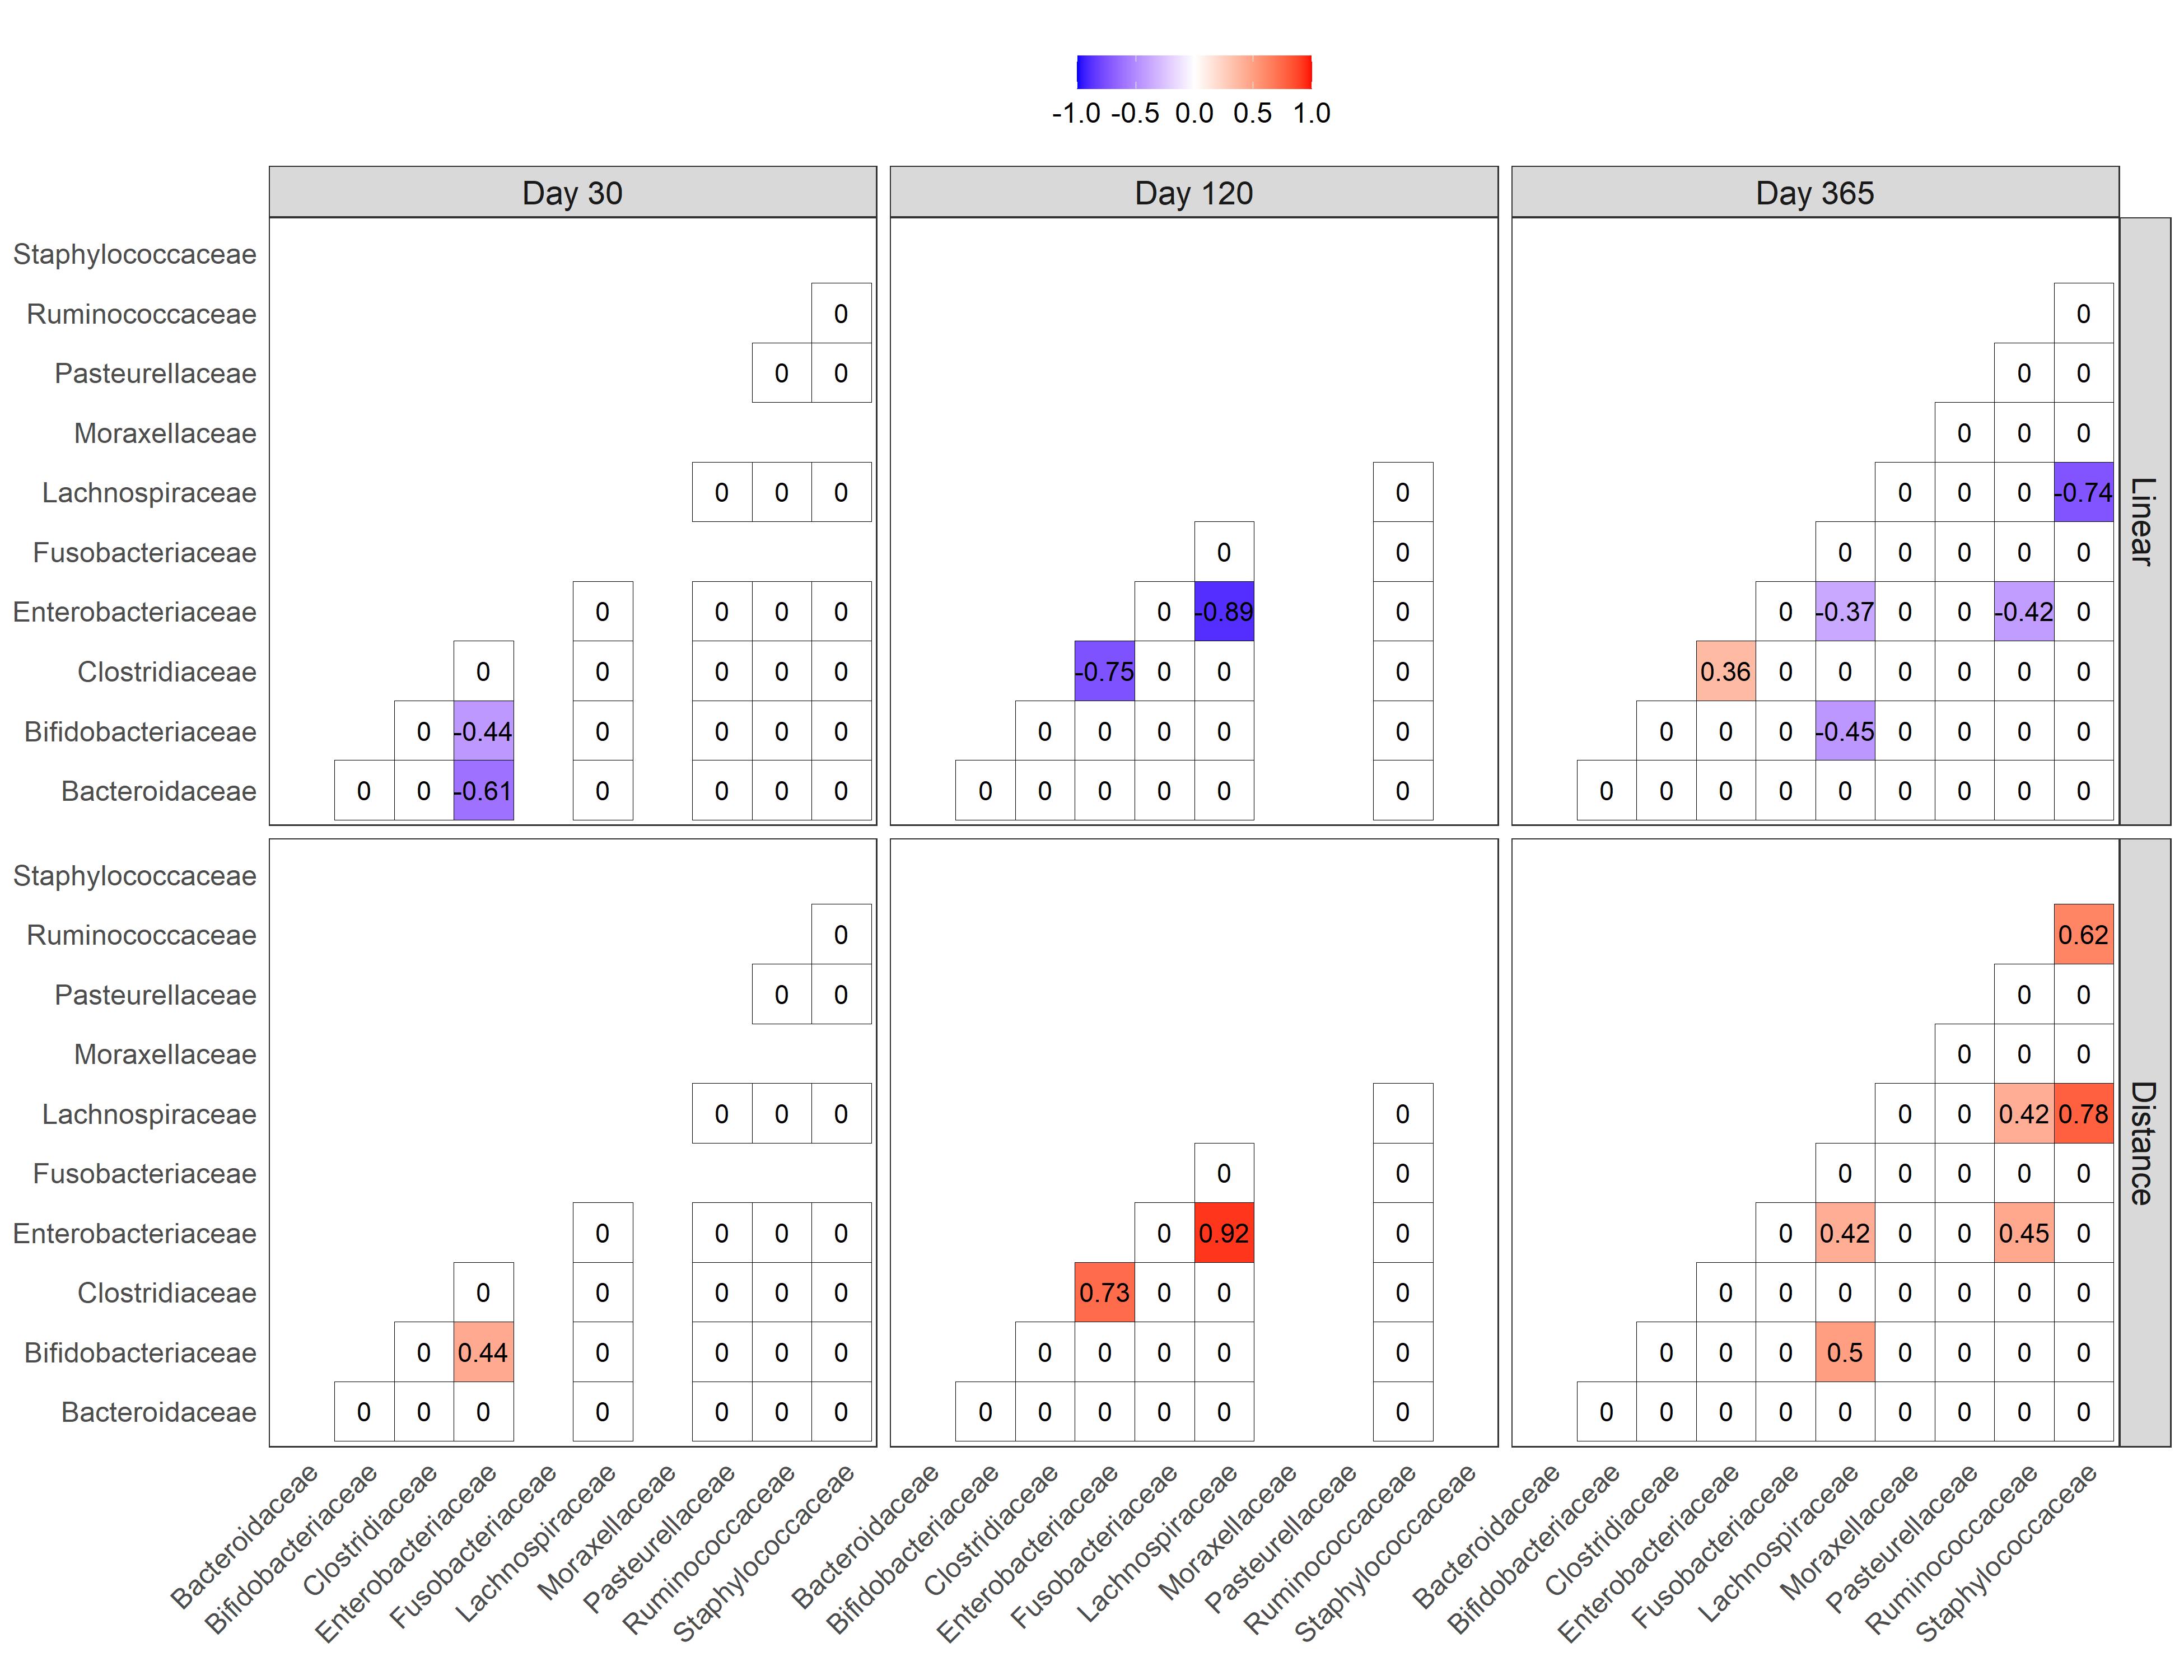 -1.0 -0.5 0.0 0.5 1.0
Day 30 Day 120 Day 365
Staphylococcaceae
Ruminococcaceae 0 0
Pasteurellaceae 0 0 0 0
Moraxellaceae 0 0 0
Lachnospiraceae 0 0 0 0 0 0 0 -0.74
Fusobacteriaceae 0 0 0 0 0 0 0
Enterobacteriaceae 0 0 0 0 0 -0.89 0 0 -0.37 0 0 -0.42 0
Clostridiaceae 0 0 0 0 0 -0.75 0 0 0 0.36 0 0 0 0 0 0
Bifidobacteriaceae 0 -0.44 0 0 0 0 0 0 0 0 0 0 0 0 -0.45 0 0 0 0
Bacteroidaceae 0 0 -0.61 0 0 0 0 0 0 0 0 0 0 0 0 0 0 0 0 0 0 0
Linear
Staphylococcaceae
Ruminococcaceae 0 0.62
Pasteurellaceae 0 0 0 0
Moraxellaceae 0 0 0
Lachnospiraceae 0 0 0 0 0 0 0.42 0.78
Fusobacteriaceae 0 0 0 0 0 0 0
Enterobacteriaceae 0 0 0 0 0 0.92 0 0 0.42 0 0 0.45 0
Clostridiaceae 0 0 0 0 0 0.73 0 0 0 0 0 0 0 0 0 0
Bifidobacteriaceae 0 0.44 0 0 0 0 0 0 0 0 0 0 0 0 0.5 0 0 0 0
Bacteroidaceae 0 0 0 0 0 0 0 0 0 0 0 0 0 0 0 0 0 0 0 0 0 0
Distance
Bacteroidaceae
Bifidobacteriaceae
Clostridiaceae
Enterobacteriaceae
Fusobacteriaceae
Lachnospiraceae
Moraxellaceae
Pasteurellaceae
Ruminococcaceae
Staphylococcaceae
Bacteroidaceae
Bifidobacteriaceae
Clostridiaceae
Enterobacteriaceae
Fusobacteriaceae
Lachnospiraceae
Moraxellaceae
Pasteurellaceae
Ruminococcaceae
Staphylococcaceae
Bacteroidaceae
Bifidobacteriaceae
Clostridiaceae
Enterobacteriaceae
Fusobacteriaceae
Lachnospiraceae
Moraxellaceae
Pasteurellaceae
Ruminococcaceae
Staphylococcaceae